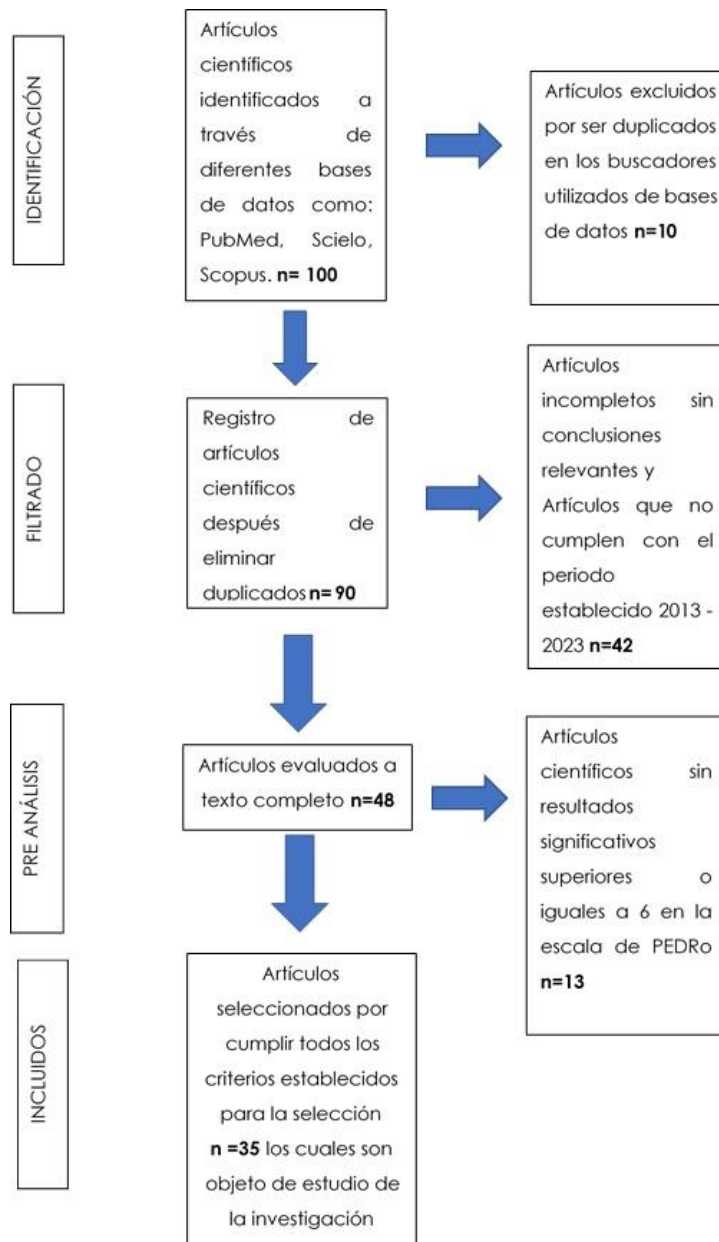 IDENTIFICACIÓN
Artículos
científicos
identificados a
través de
diferentes bases
de datos como:
PubMed, Scielo,
Scopus. n= 100
Artículos excluidos
por ser duplicados
en los buscadores
utilizados de bases
de datos n=10
FILTRADO
Registro de
artículos
científicos
después de
eliminar
duplicados n= 90
Artículos
incompletos sin
conclusiones
relevantes y
Artículos que no
cumplen con el
periodo
establecido 2013 -
2023 n=42
PRE ANÁLISIS
Artículos evaluados a
texto completo n=48
Artículos
científicos sin
resultados
significativos
superiores o
iguales a 6 en la
escala de PEDRo
n=13
INCLUIDOS
Artículos
seleccionados por
cumplir todos los
criterios establecidos
para la selección
n =35 los cuales son
objeto de estudio de
la investigación